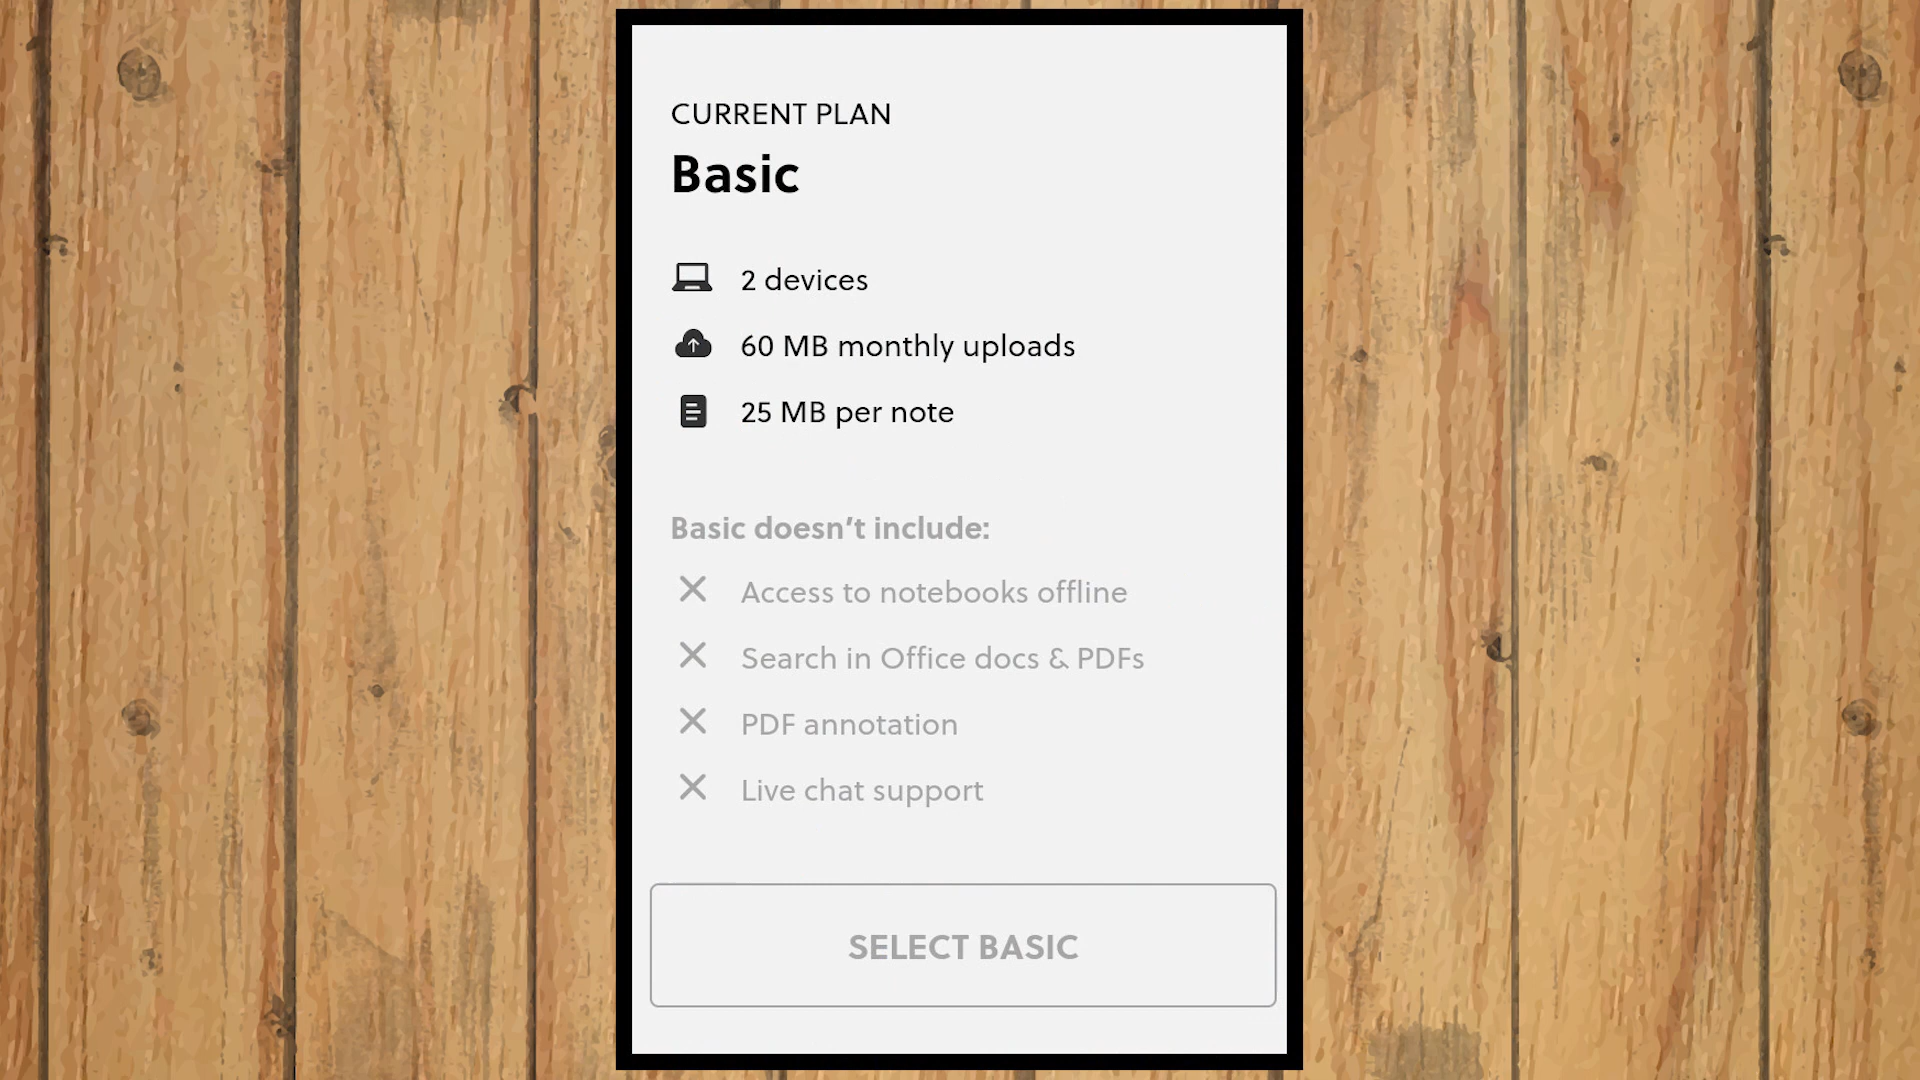 CURRENT PLAN
Basic
2 devices
60 MB monthly uploads
25 MB per note
Basic doesn't include:
Access to notebooks offline
Search in Office docs & PDFs
PDF annotation
Live chat support
SELECT BASIC